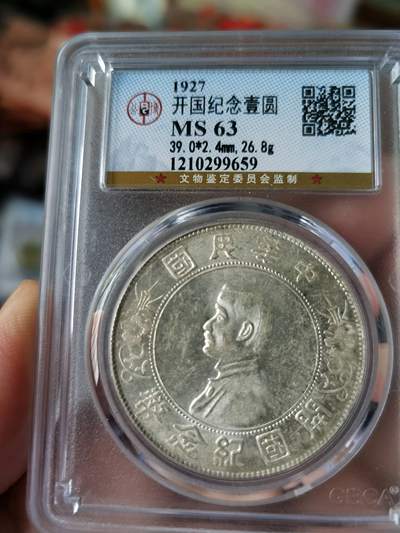 1927
开国纪念壹圆
MS 63
39.0*2.4mm,26.8g
1210299659
文物鉴定委员会监制
中華民國
開國紀念幣
GBCA